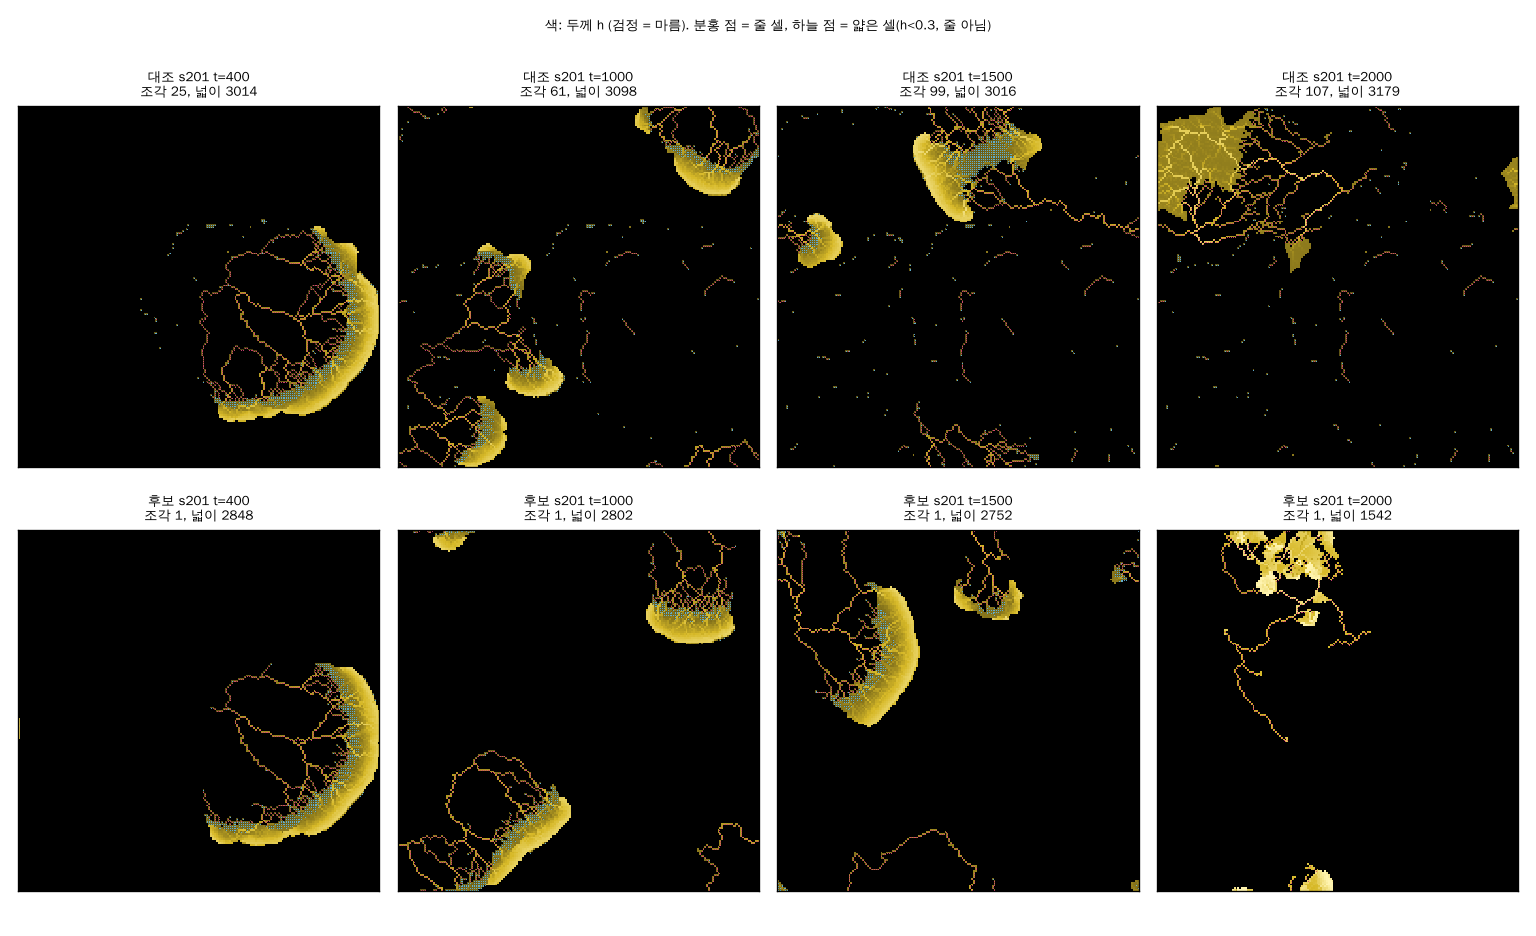 색: 두께 h (검정 = 마름). 분홍 점 = 줄 셀, 하늘 점 = 얇은 셀(h<0.3, 줄 아님)
대조 s201 t=400
조각 25, 넓이 3014
대조 s201 t=1000
조각 61, 넓이 3098
대조 s201 t=1500
조각 99, 넓이 3016
대조 s201 t=2000
조각 107, 넓이 3179
후보 s201 t=400
조각 1, 넓이 2848
후보 s201 t=1000
조각 1, 넓이 2802
후보 s201 t=1500
조각 1, 넓이 2752
후보 s201 t=2000
조각 1, 넓이 1542